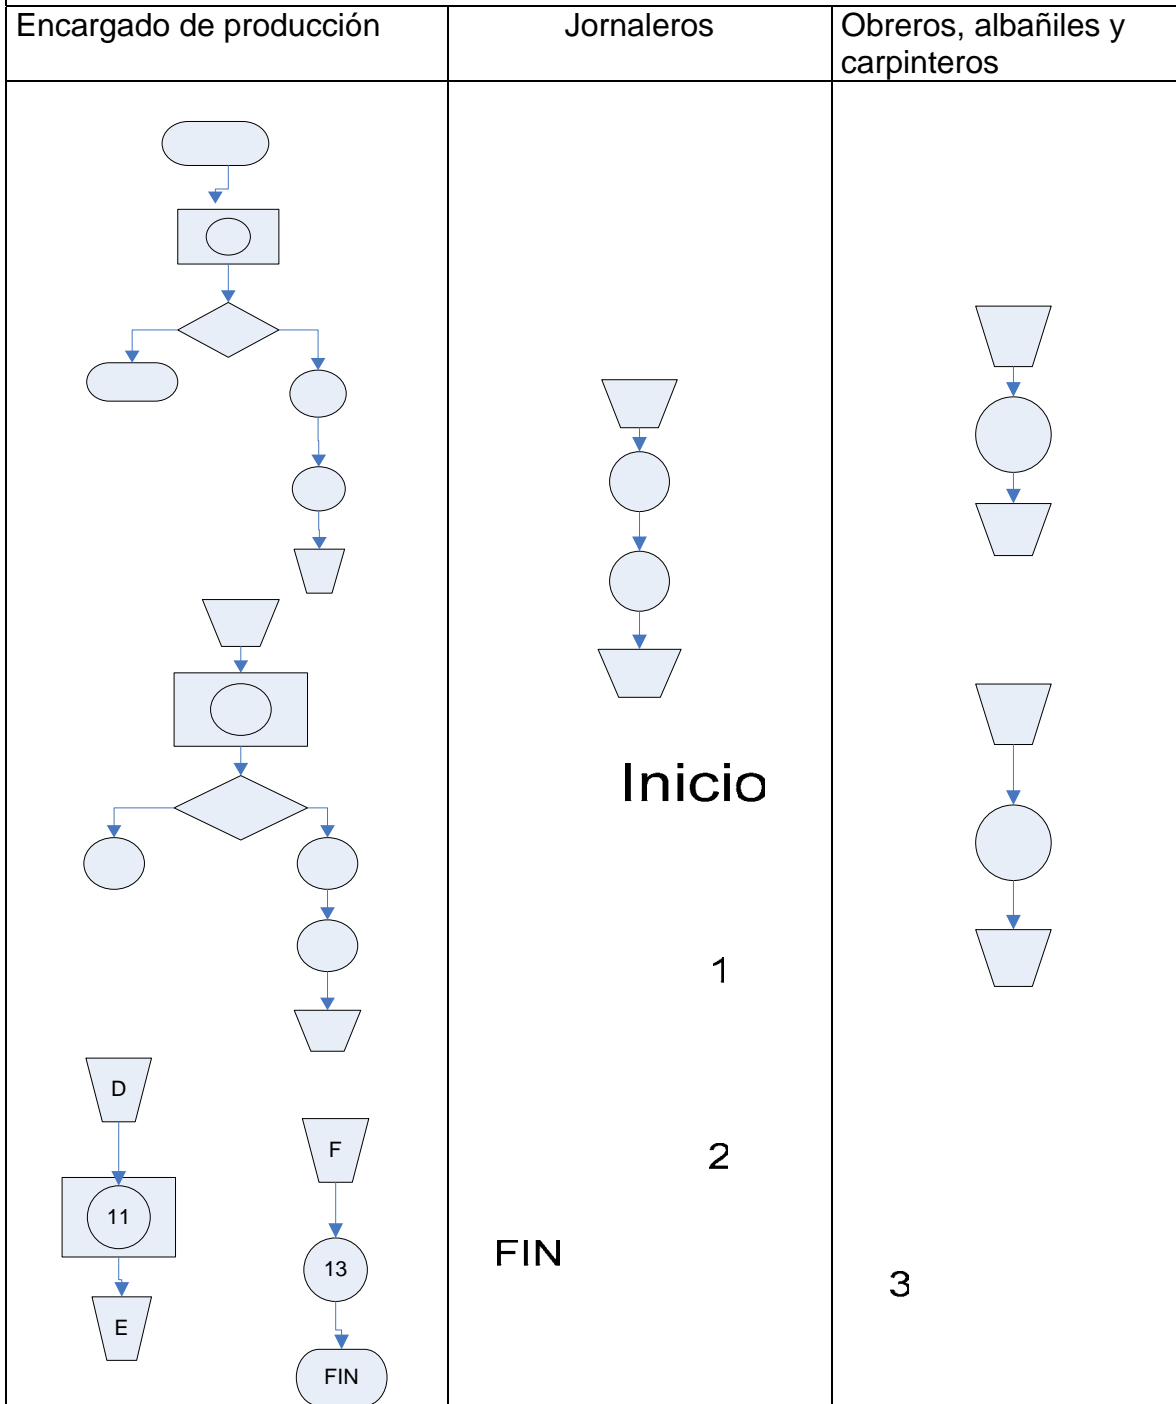 Encargado de producción
Jornaleros
Obreros, albañiles y
carpinteros
Inicio
1
D
F
2
11
FIN
13
3
E
FIN